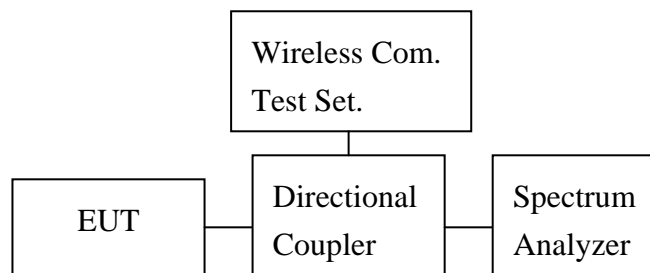 Wireless Com.
Test Set.
EUT
Directional
Coupler
Spectrum
Analyzer